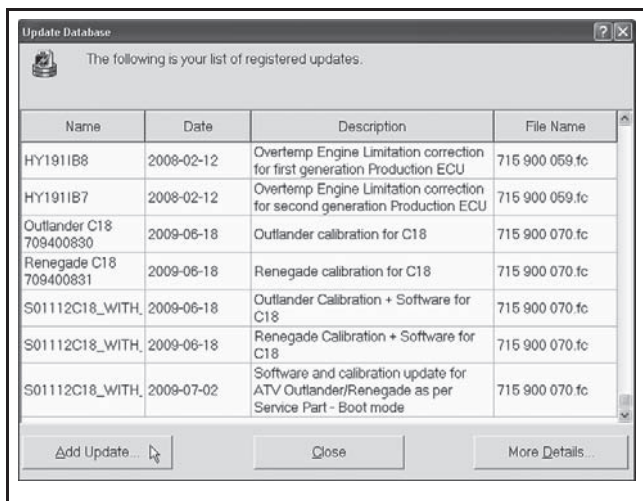 Update Database
The following is your list of registered updates.
Name Date Description File Name
HY191IB8 2008-02-12 Overtemp Engine Limitation correction for first generation Production ECU 715 900 059.fc
HY191IB7 2008-02-12 Overtemp Engine Limitation correction for second generation Production ECU 715 900 059.fc
Outlander C18 709400830 2009-06-18 Outlander calibration for C18 715 900 070.fc
Renegade C18 709400831 2009-06-18 Renegade calibration for C18 715 900 070.fc
S01112C18_WITH_ 2009-06-18 Outlander Calibration + Software for C18 715 900 070.fc
S01112C18_WITH_ 2009-06-18 Renegade Calibration + Software for C18 715 900 070.fc
S01112C18_WITH_ 2009-07-02 Software and calibration update for ATV Outlander/Renegade as per Service Part - Boot mode 715 900 070.fc
Add Update... Close More Details...